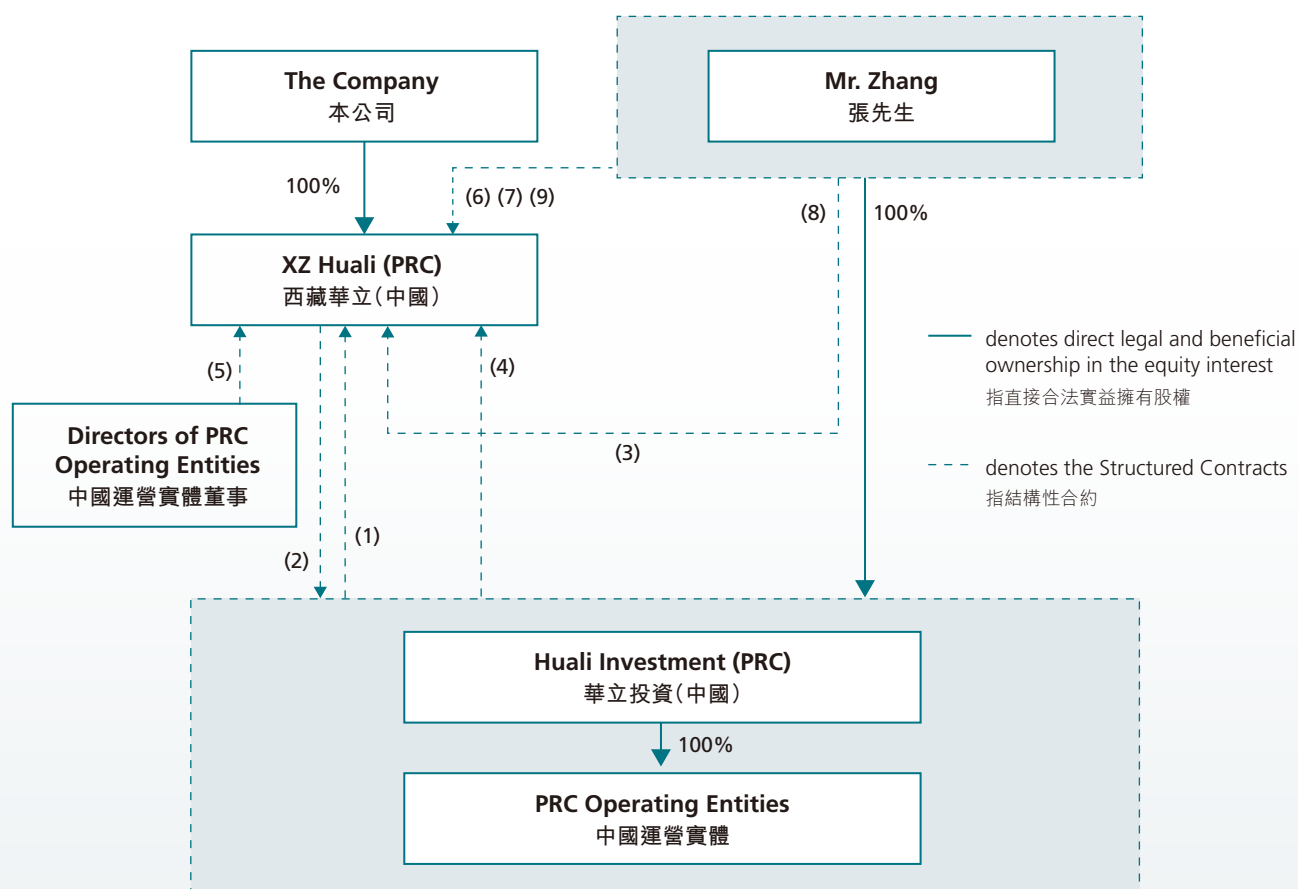 The Company
本公司
Mr. Zhang
張先生
100%
(6) (7) (9)
(8)
100%
XZ Huali (PRC)
西藏華立（中國）
(5)
(4)
denotes direct legal and beneficial
ownership in the equity interest
指直接合法實益擁有股權
Directors of PRC
Operating Entities
中國運營實體董事
(3)
denotes the Structured Contracts
指結構性合約
(2)
(1)
Huali Investment (PRC)
華立投資（中國）
100%
PRC Operating Entities
中國運營實體